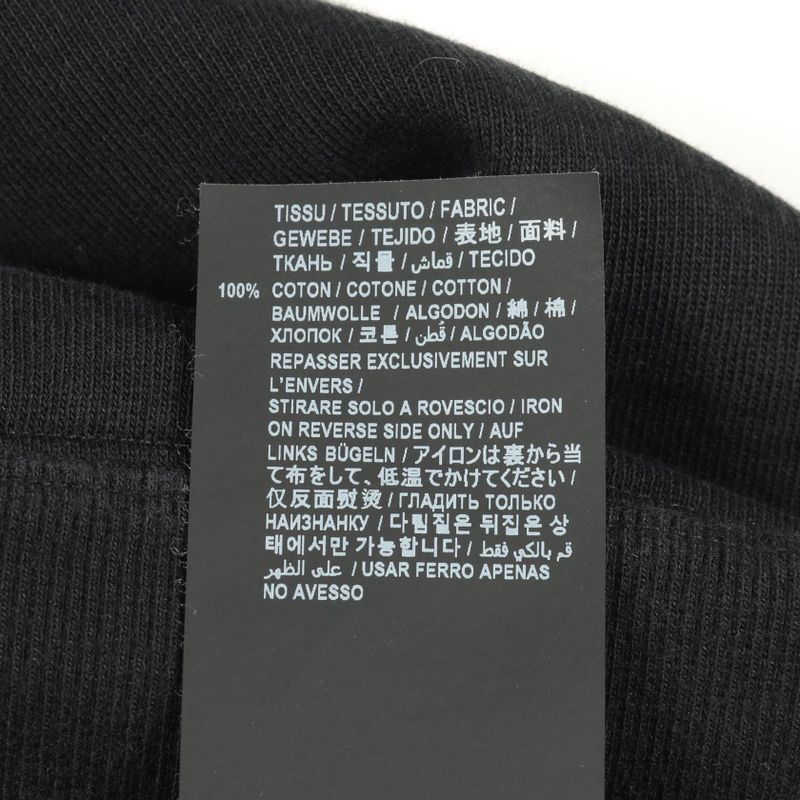 TISSU / TESSUTO / FABRIC /
GEWEBE / TEJIDO / 表地 / 面料 /
ТКАНЬ / 직물 / قماش / TECIDO
100% COTON / COTONE / COTTON /
BAUMWOLLE / ALGODON / 綿 / 棉 /
ХЛОПОК / 코튼 / قُطن / ALGODÃO
REPASSER EXCLUSIVEMENT SUR
L'ENVERS /
STIRARE SOLO A ROVESCIO / IRON
ON REVERSE SIDE ONLY / AUF
LINKS BÜGELN / アイロンは裏から当
て布をして、低温でかけてください /
仅反面熨烫 / ГЛАДИТЬ ТОЛЬКО
НАИЗНАНКУ / 다림질은 뒤집은 상
태에서만 가능합니다 / قم بالكي فقط
على الظهر / USAR FERRO APENAS
NO AVESSO